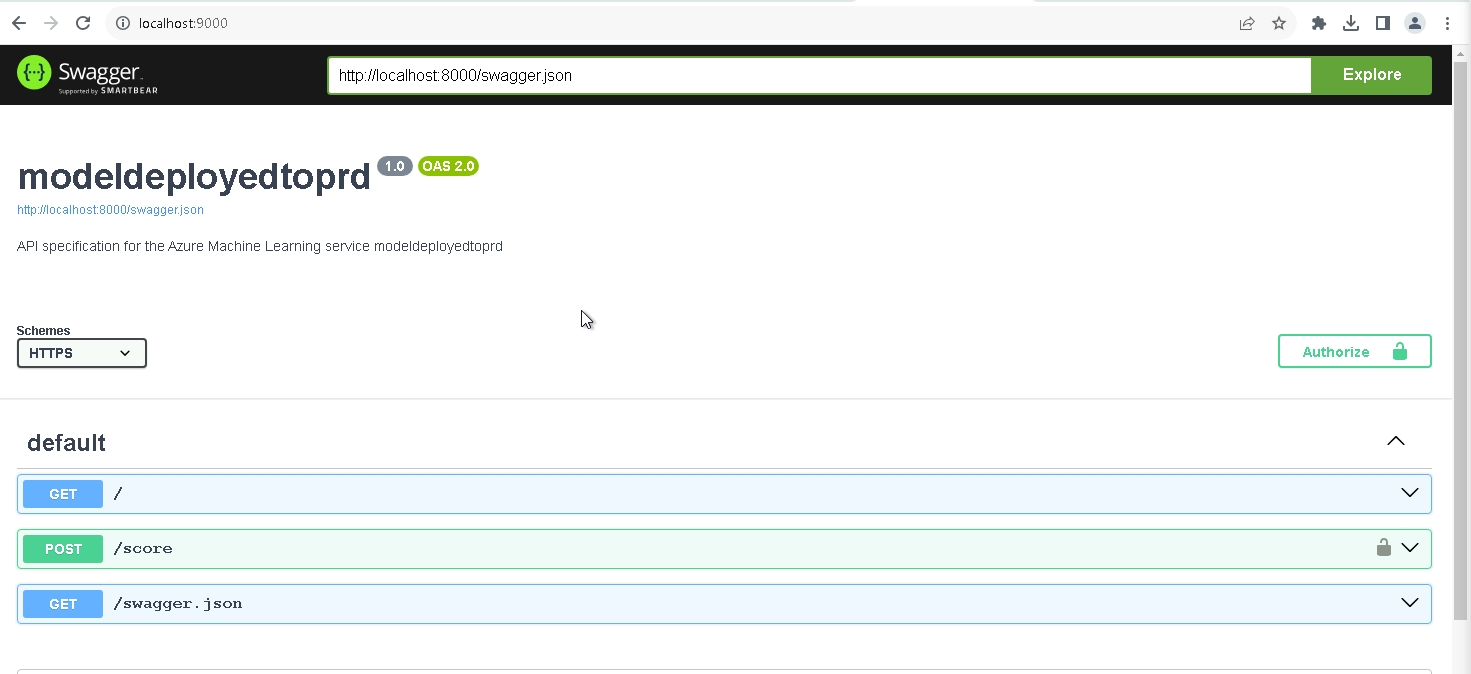 localhost:9000
Swagger.
Supported by SMARTBEAR
http://localhost:8000/swagger.json
Explore
modeldeployedtoprd 1.0 OAS 2.0
http://localhost:8000/swagger.json
API specification for the Azure Machine Learning service modeldeployedtoprd
Schemes
HTTPS
Authorize
default
GET /
POST /score
GET /swagger.json